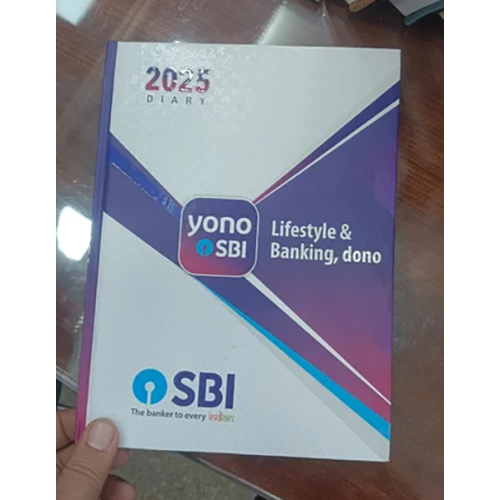 2025
DIARY
yono
SBI
Lifestyle &
Banking, dono
SBI
The banker to every indian